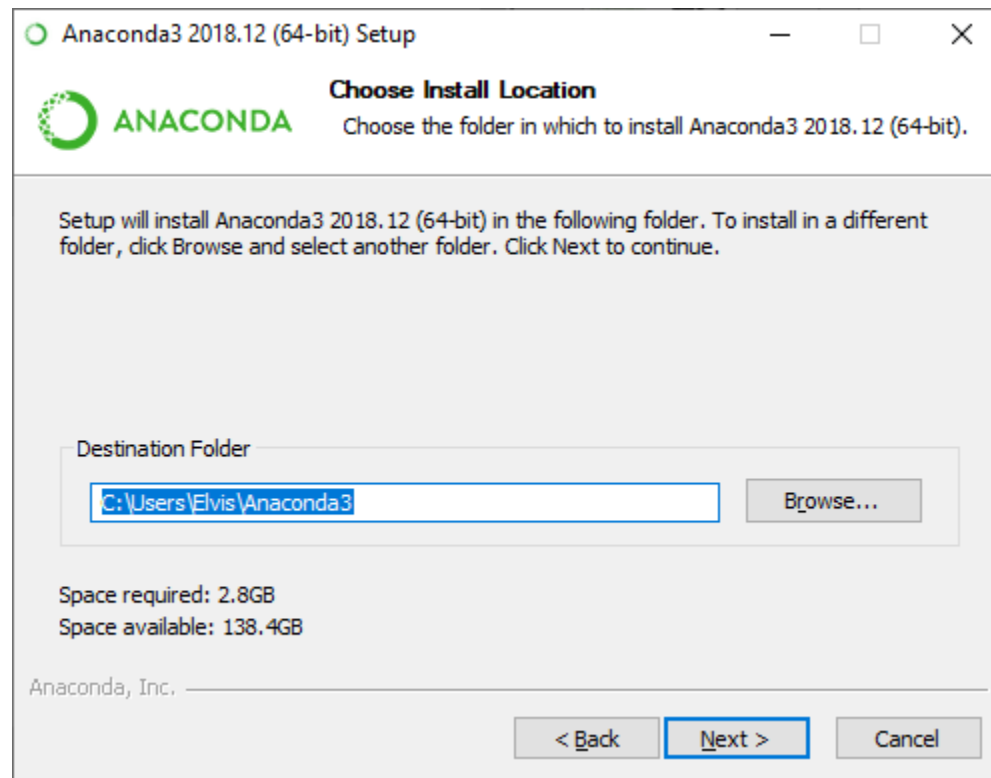 Anaconda3 2018.12 (64-bit) Setup
ANACONDA
Choose Install Location
Choose the folder in which to install Anaconda3 2018.12 (64-bit).
Setup will install Anaconda3 2018.12 (64-bit) in the following folder. To install in a different
folder, click Browse and select another folder. Click Next to continue.
Destination Folder
C:\Users\Elvis\Anaconda3
Browse...
Space required: 2.8GB
Space available: 138.4GB
Anaconda, Inc.
< Back
Next >
Cancel